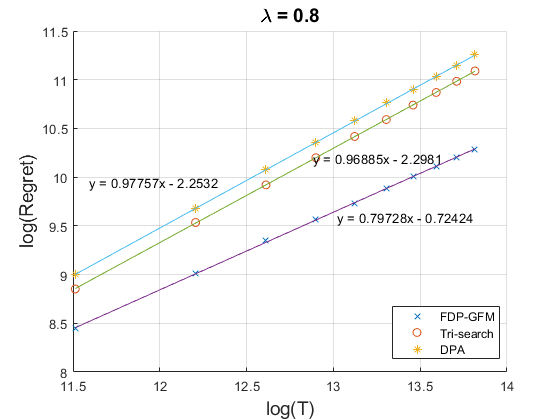 λ = 0.8
11.5
11
10.5
10
9.5
9
8.5
8
log(Regret)
y = 0.96885x - 2.2981
y = 0.97757x - 2.2532
y = 0.79728x - 0.72424
FDP-GFM
Tri-search
DPA
11.5 12 12.5 13 13.5 14
log(T)